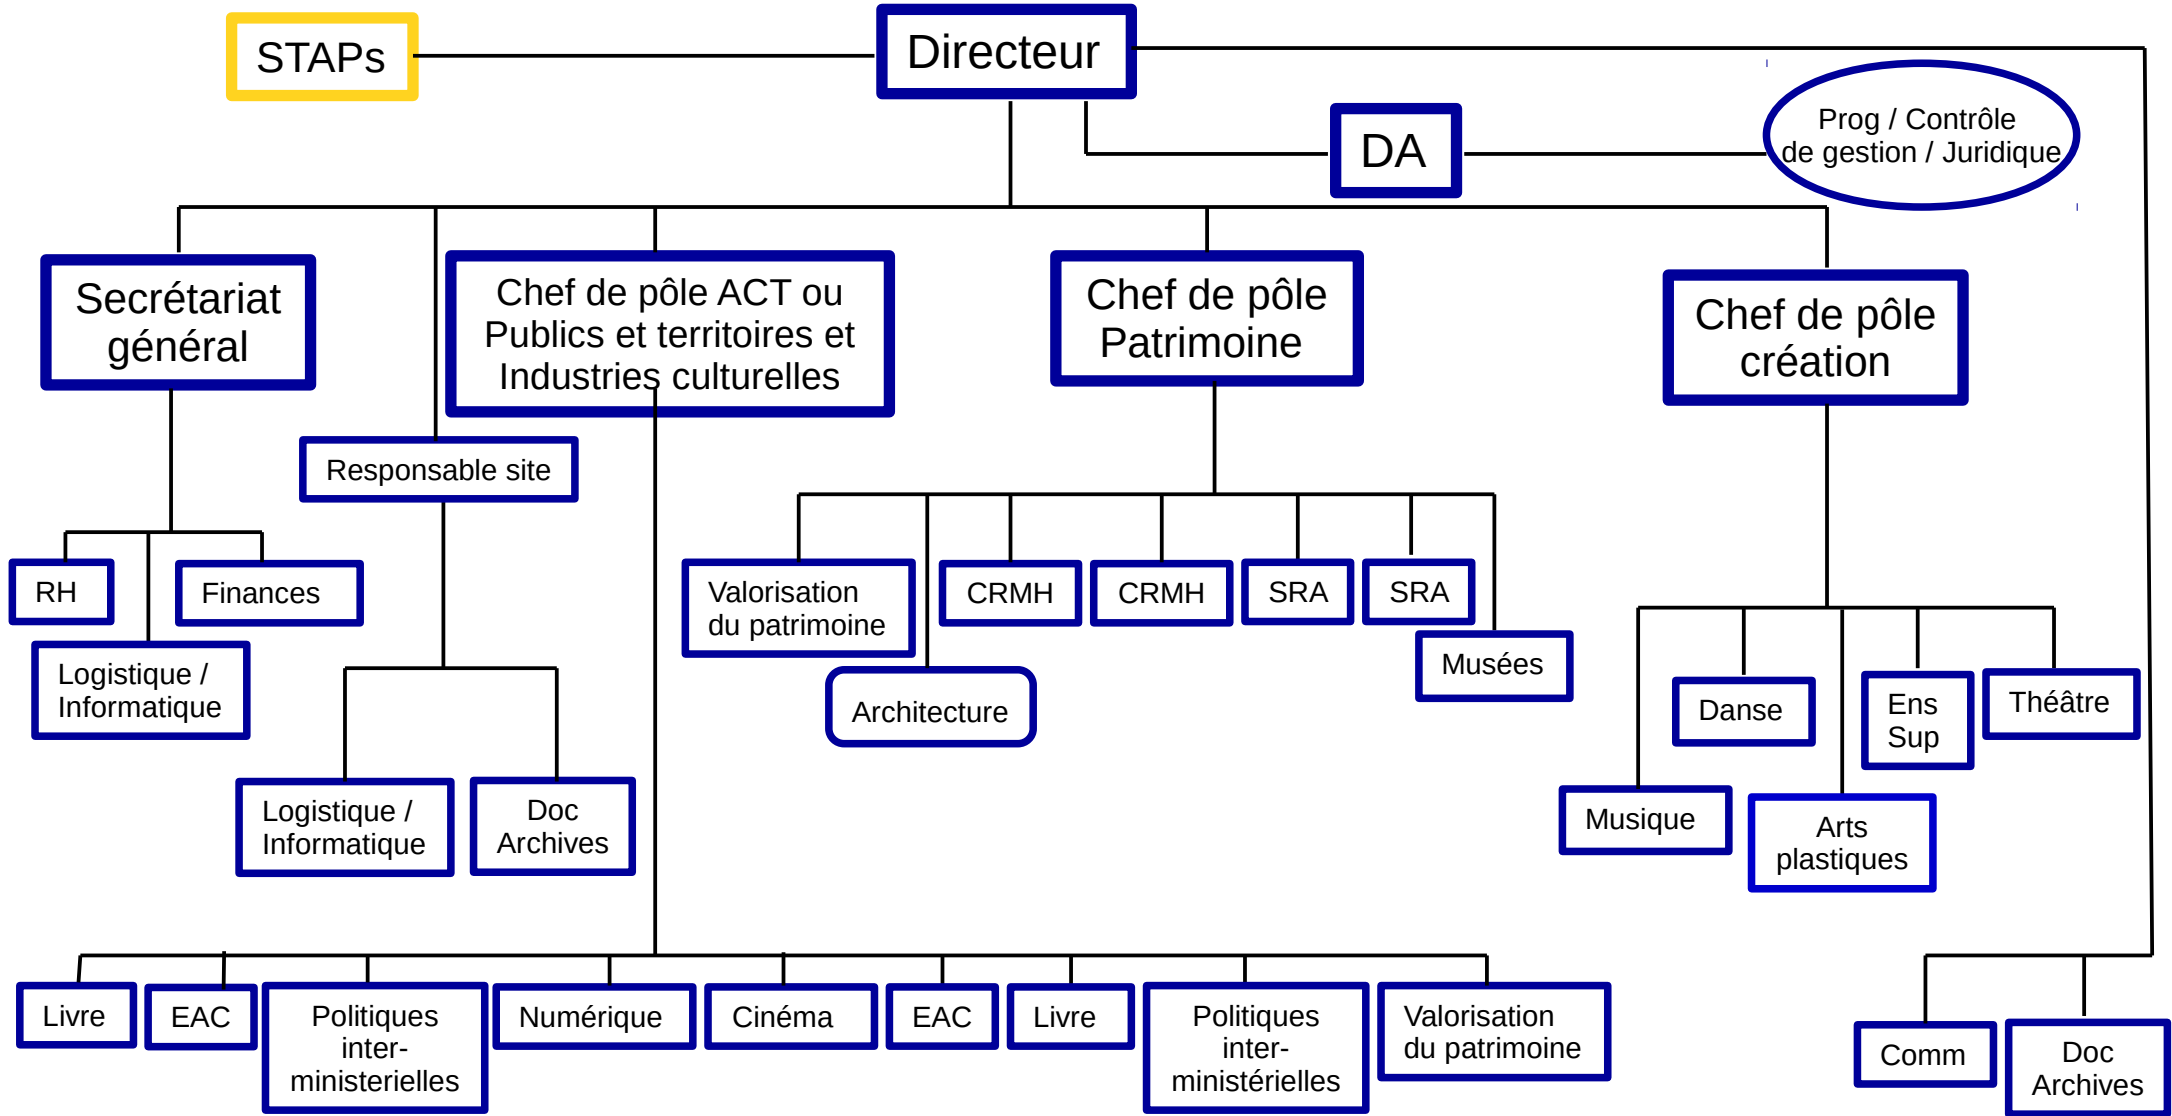 STAPs
Directeur
DA
Prog / Contrôle
de gestion / Juridique
Secrétariat
général
Chef de pôle ACT ou
Publics et territoires et
Industries culturelles
Chef de pôle
Patrimoine
Chef de pôle
création
Responsable site
RH
Finances
Logistique /
Informatique
Logistique /
Informatique
Doc
Archives
Valorisation
du patrimoine
Architecture
CRMH
CRMH
SRA
SRA
Musées
Musique
Danse
Arts
plastiques
Ens
Sup
Théâtre
Livre
EAC
Politiques
inter-
ministerielles
Numérique
Cinéma
EAC
Livre
Politiques
inter-
ministérielles
Valorisation
du patrimoine
Comm
Doc
Archives